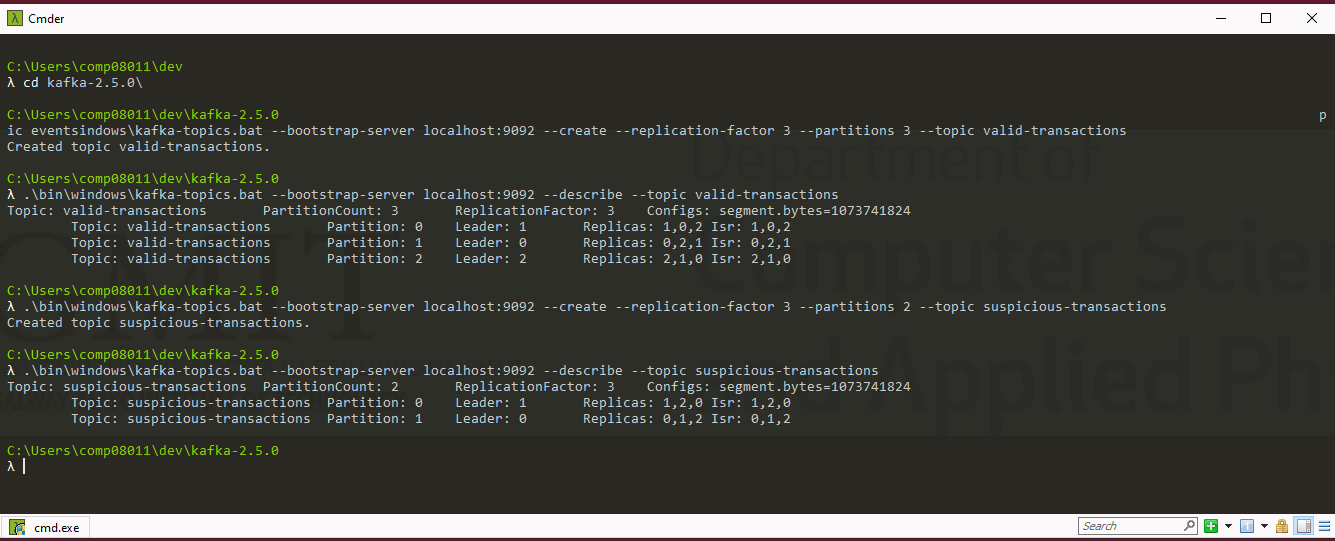 Cmder
C:\Users\comp08011\dev
λ cd kafka-2.5.0\
C:\Users\comp08011\dev\kafka-2.5.0 p
ic eventsindows\kafka-topics.bat --bootstrap-server localhost:9092 --create --replication-factor 3 --partitions 3 --topic valid-transactions
Created topic valid-transactions.
Department of
C:\Users\comp08011\dev\kafka-2.5.0
λ .\bin\windows\kafka-topics.bat --bootstrap-server localhost:9092 --describe --topic valid-transactions
Topic: valid-transactions PartitionCount: 3 ReplicationFactor: 3 Configs: segment.bytes=1073741824
Topic: valid-transactions Partition: 0 Leader: 1 Replicas: 1,0,2 Isr: 1,0,2
Topic: valid-transactions Partition: 1 Leader: 0 Replicas: 0,2,1 Isr: 0,2,1
Topic: valid-transactions Partition: 2 Leader: 2 Replicas: 2,1,0 Isr: 2,1,0
GMIT
Computer Scien
C:\Users\comp08011\dev\kafka-2.5.0
λ .\bin\windows\kafka-topics.bat --bootstrap-server localhost:9092 --create --replication-factor 3 --partitions 2 --topic suspicious-transactions
Created topic suspicious-transactions.
C:\Users\comp08011\dev\kafka-2.5.0
λ .\bin\windows\kafka-topics.bat --bootstrap-server localhost:9092 --describe --topic suspicious-transactions
Topic: suspicious-transactions PartitionCount: 2 ReplicationFactor: 3 Configs: segment.bytes=1073741824
Topic: suspicious-transactions Partition: 0 Leader: 1 Replicas: 1,2,0 Isr: 1,2,0
Topic: suspicious-transactions Partition: 1 Leader: 0 Replicas: 0,1,2 Isr: 0,1,2
and Applied Phy
C:\Users\comp08011\dev\kafka-2.5.0
λ
cmd.exe
Search